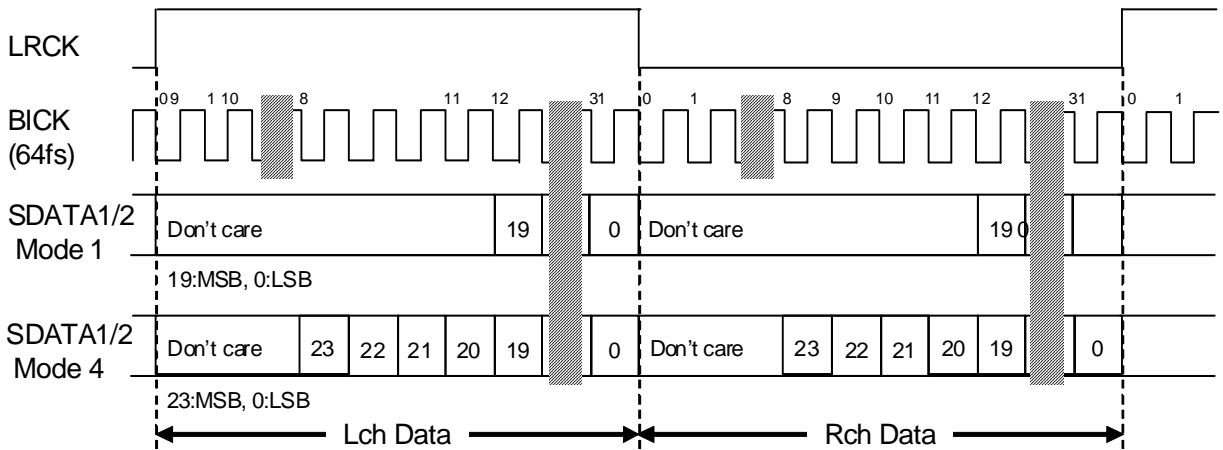 LRCK
0 9 1 10 8 11 12 31 0 1 8 9 10 11 12 31 0 1
BICK
(64fs)
SDATA1/2
Mode 1
Don't care 19 0 Don't care 19 0
19:MSB, 0:LSB
SDATA1/2
Mode 4
Don't care 23 22 21 20 19 0 Don't care 23 22 21 20 19 0
23:MSB, 0:LSB
Lch Data Rch Data